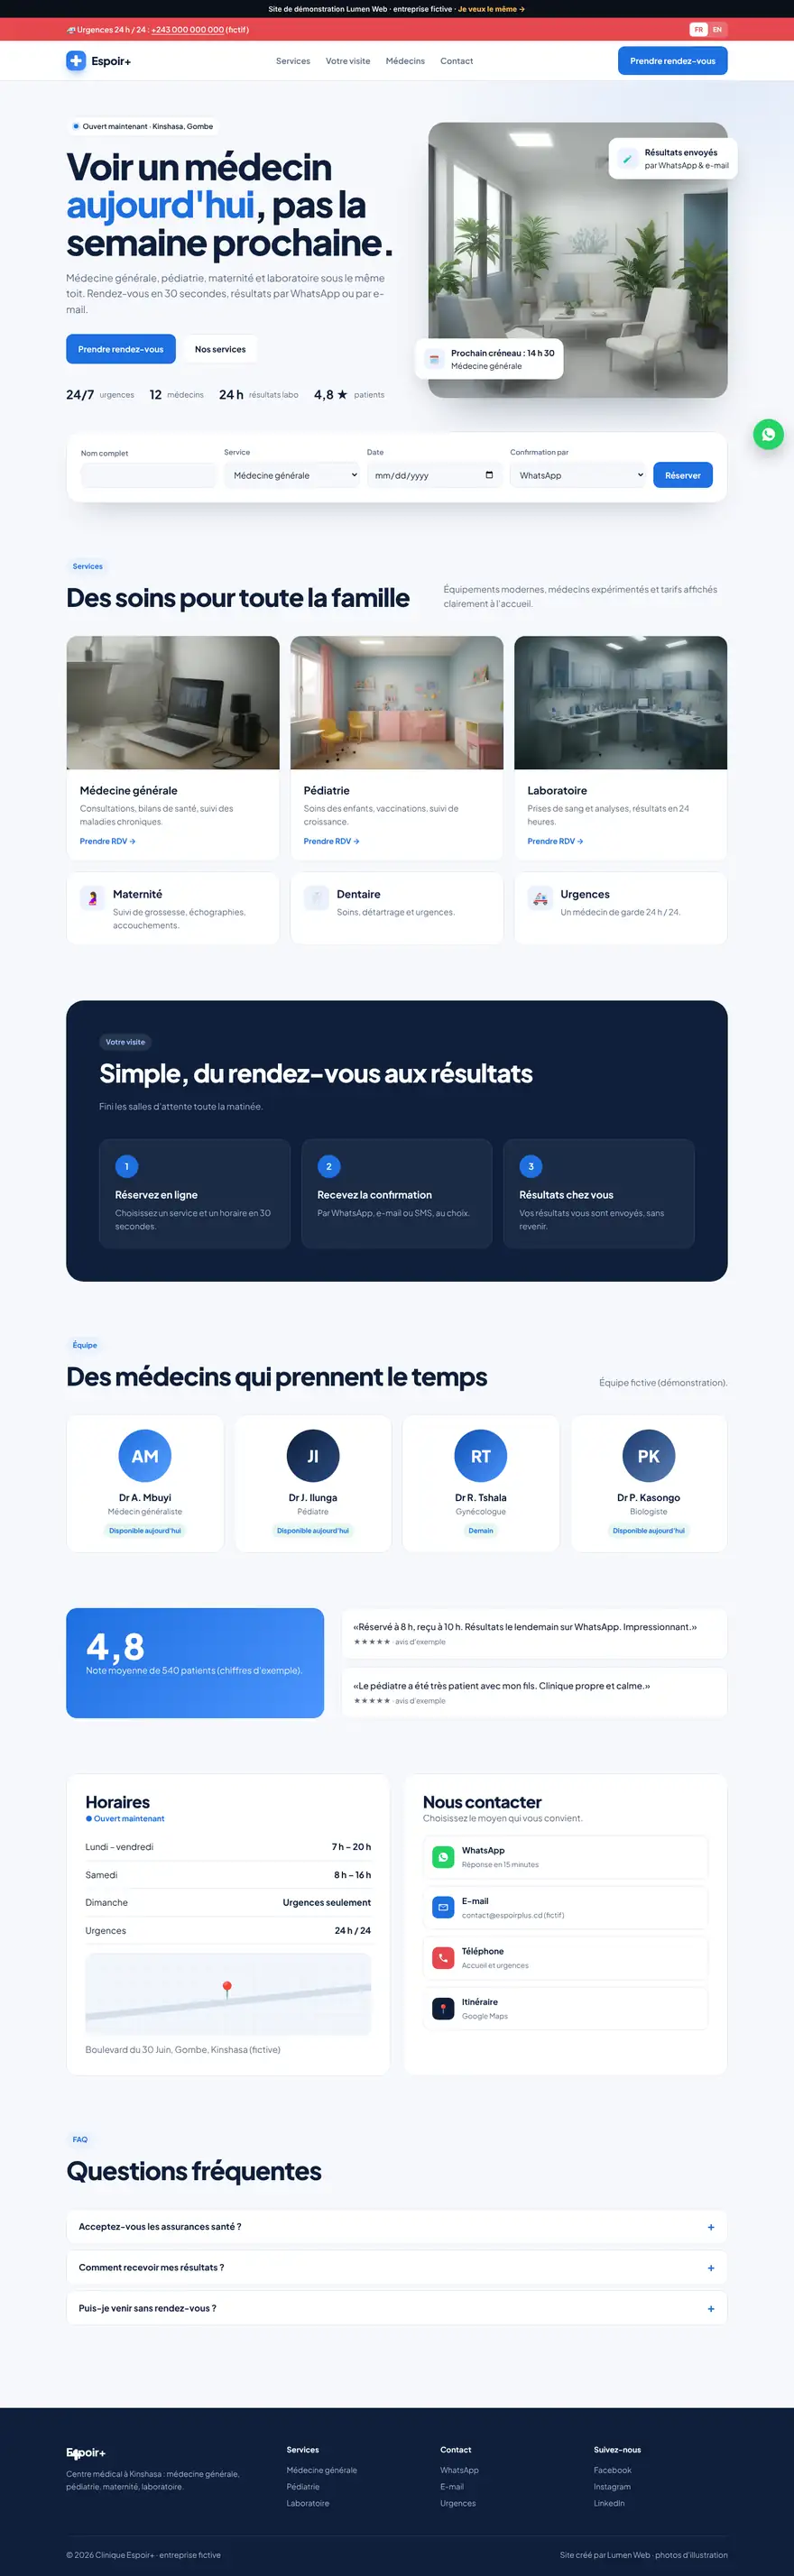 Site de démonstration Lumen Web · entreprise fictive · Je veux le même →
🚑 Urgences 24 h / 24 : +243 000 000 000 (fictif)
FR EN
Espoir+
Services Votre visite Médecins Contact
Prendre rendez-vous
Ouvert maintenant · Kinshasa, Gombe
Voir un médecin
aujourd'hui, pas la
semaine prochaine.
Médecine générale, pédiatrie, maternité et laboratoire sous le même
toit. Rendez-vous en 30 secondes, résultats par WhatsApp ou par e-
mail.
Prendre rendez-vous
Nos services
24/7 urgences 12 médecins 24 h résultats labo 4,8 ★ patients
Résultats envoyés
par WhatsApp & e-mail
Prochain créneau : 14 h 30
Médecine générale
Nom complet
Service
Médecine générale
Date
mm/dd/yyyy
Confirmation par
WhatsApp
Réserver
Services
Des soins pour toute la famille
Équipements modernes, médecins expérimentés et tarifs affichés
clairement à l'accueil.
Médecine générale
Consultations, bilans de santé, suivi des
maladies chroniques.
Prendre RDV →
Pédiatrie
Soins des enfants, vaccinations, suivi de
croissance.
Prendre RDV →
Laboratoire
Prises de sang et analyses, résultats en 24
heures.
Prendre RDV →
Maternité
Suivi de grossesse, échographies,
accouchements.
Dentaire
Soins, détartrage et urgences.
Urgences
Un médecin de garde 24 h / 24.
Votre visite
Simple, du rendez-vous aux résultats
Fini les salles d'attente toute la matinée.
1
Réservez en ligne
Choisissez un service et un horaire en 30
secondes.
2
Recevez la confirmation
Par WhatsApp, e-mail ou SMS, au choix.
3
Résultats chez vous
Vos résultats vous sont envoyés, sans
revenir.
Équipe
Des médecins qui prennent le temps
Équipe fictive (démonstration).
AM
Dr A. Mbuyi
Médecin généraliste
Disponible aujourd'hui
JI
Dr J. Ilunga
Pédiatre
Disponible aujourd'hui
RT
Dr R. Tshala
Gynécologue
Demain
PK
Dr P. Kasongo
Biologiste
Disponible aujourd'hui
4,8
Note moyenne de 540 patients (chiffres d'exemple).
«Réservé à 8 h, reçu à 10 h. Résultats le lendemain sur WhatsApp. Impressionnant.»
★★★★★ · avis d'exemple
«Le pédiatre a été très patient avec mon fils. Clinique propre et calme.»
★★★★★ · avis d'exemple
Horaires
Ouvert maintenant
Lundi – vendredi 7 h – 20 h
Samedi 8 h – 16 h
Dimanche Urgences seulement
Urgences 24 h / 24
Boulevard du 30 Juin, Gombe, Kinshasa (fictive)
Nous contacter
Choisissez le moyen qui vous convient.
WhatsApp
Réponse en 15 minutes
E-mail
contact@espoirplus.cd (fictif)
Téléphone
Accueil et urgences
Itinéraire
Google Maps
FAQ
Questions fréquentes
Acceptez-vous les assurances santé ? +
Comment recevoir mes résultats ? +
Puis-je venir sans rendez-vous ? +
Espoir+
Centre médical à Kinshasa : médecine générale,
pédiatrie, maternité, laboratoire.
Services
Médecine générale
Pédiatrie
Laboratoire
Contact
WhatsApp
E-mail
Urgences
Suivez-nous
Facebook
Instagram
LinkedIn
© 2026 Clinique Espoir+ · entreprise fictive
Site créé par Lumen Web · photos d'illustration